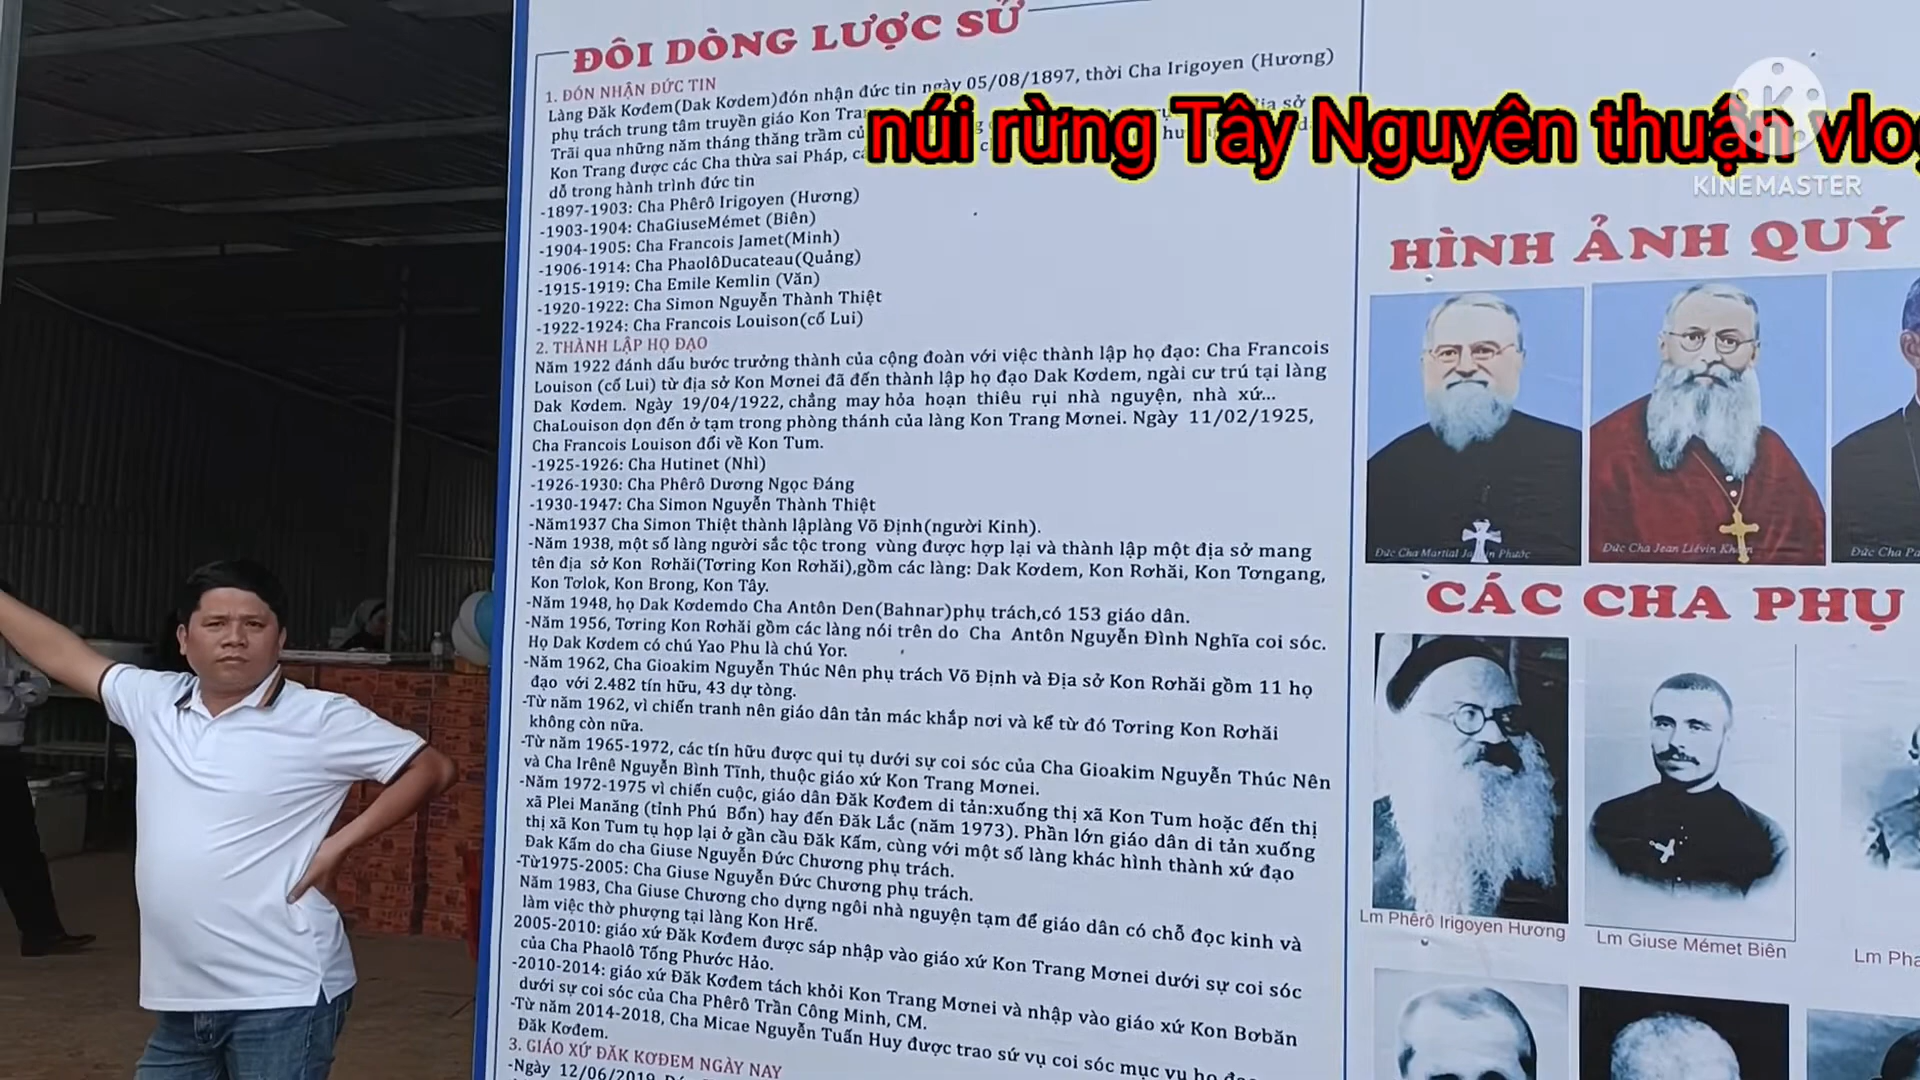 ĐÔI DÒNG LƯỢC SỬ
1. ĐÓN NHẬN ĐỨC TIN
Làng Đăk Kơđem(Dak Kơdem)đón nhận đức tin ngày 05/08/1897, thời Cha Irigoyen (Hương)
phụ trách trung tâm truyền giáo Kon Tra
Trãi qua những năm tháng thăng trầm củ
Kon Trang được các Cha thừa sai Pháp, cá
dỗ trong hành trình đức tin
-1897-1903: Cha Phêrô Irigoyen (Hương)
-1903-1904: ChaGiuseMémet (Biên)
-1904-1905: Cha Francois Jamet(Minh)
-1906-1914: Cha PhaolôDucateau(Quảng)
-1915-1919: Cha Emile Kemlin (Văn)
-1920-1922: Cha Simon Nguyễn Thành Thiệt
-1922-1924: Cha Francois Louison(cố Lui)
2. THÀNH LẬP HỌ ĐẠO
Năm 1922 đánh dấu bước trưởng thành của cộng đoàn với việc thành lập họ đạo: Cha Francois
Louison (cố Lui) từ địa sở Kon Mơnei đã đến thành lập họ đạo Dak Kơdem, ngài cư trú tại làng
Dak Kơdem. Ngày 19/04/1922, chẳng may hỏa hoạn thiêu rụi nhà nguyện, nhà xứ...
ChaLouison dọn đến ở tạm trong phòng thánh của làng Kon Trang Mơnei. Ngày 11/02/1925,
Cha Francois Louison đổi về Kon Tum.
-1925-1926: Cha Hutinet (Nhì)
-1926-1930: Cha Phêrô Dương Ngọc Đáng
-1930-1947: Cha Simon Nguyễn Thành Thiệt
-Năm1937 Cha Simon Thiệt thành lậplàng Võ Định(người Kinh).
-Năm 1938, một số làng người sắc tộc trong vùng được hợp lại và thành lập một địa sở mang
tên địa sở Kon Rơhăi(Tơring Kon Rơhăi),gồm các làng: Dak Kơdem, Kon Rơhăi, Kon Tơngang,
Kon Tơlok, Kon Brong, Kon Tây.
-Năm 1948, họ Dak Kơdemdo Cha Antôn Den(Bahnar)phụ trách,có 153 giáo dân.
-Năm 1956, Tơring Kon Rơhăi gồm các làng nói trên do Cha Antôn Nguyễn Đình Nghĩa coi sóc.
Họ Dak Kơdem có chú Yao Phu là chú Yor.
-Năm 1962, Cha Gioakim Nguyễn Thúc Nên phụ trách Võ Định và Địa sở Kon Rơhăi gồm 11 họ
đạo với 2.482 tín hữu, 43 dự tòng.
-Từ năm 1962, vì chiến tranh nên giáo dân tản mác khắp nơi và kể từ đó Tơring Kon Rơhăi
không còn nữa.
-Từ năm 1965-1972, các tín hữu được qui tụ dưới sự coi sóc của Cha Gioakim Nguyễn Thúc Nên
và Cha Irênê Nguyễn Bình Tĩnh, thuộc giáo xứ Kon Trang Mơnei.
-Năm 1972-1975 vì chiến cuộc, giáo dân Đăk Kơđem di tản:xuống thị xã Kon Tum hoặc đến thị
xã Plei Manăng (tỉnh Phú Bổn) hay đến Đăk Lắc (năm 1973). Phần lớn giáo dân di tản xuống
thị xã Kon Tum tụ họp lại ở gần cầu Đăk Kấm, cùng với một số làng khác hình thành xứ đạo
Đak Kấm do cha Giuse Nguyễn Đức Chương phụ trách.
-Từ1975-2005: Cha Giuse Nguyễn Đức Chương phụ trách.
Năm 1983, Cha Giuse Chương cho dựng ngôi nhà nguyện tạm để giáo dân có chỗ đọc kinh và
làm việc thờ phượng tại làng Kon Hrế.
2005-2010: giáo xứ Đăk Kơđem được sáp nhập vào giáo xứ Kon Trang Mơnei dưới sự coi sóc
của Cha Phaolô Tống Phước Hảo.
-2010-2014: giáo xứ Đăk Kơđem tách khỏi Kon Trang Mơnei và nhập vào giáo xứ Kon Bơbăn
dưới sự coi sóc của Cha Phêrô Trần Công Minh, CM.
-Từ năm 2014-2018, Cha Micae Nguyễn Tuấn Huy được trao sứ vụ coi sóc mục vụ họ đạo
Đăk Kơđem.
3. GIÁO XỨ ĐĂK KƠĐEM NGÀY NAY
-Ngày 12/06/2019
núi rừng Tây Nguyên thuận vlog
KINEMASTER
HÌNH ẢNH QUÝ
Đức Cha Martial Phước
Đức Cha Jean Liévin
Đức Cha Pa
CÁC CHA PHỤ
Lm Phêrô Irigoyen Hương
Lm Giuse Mémet Biên
Lm Pha